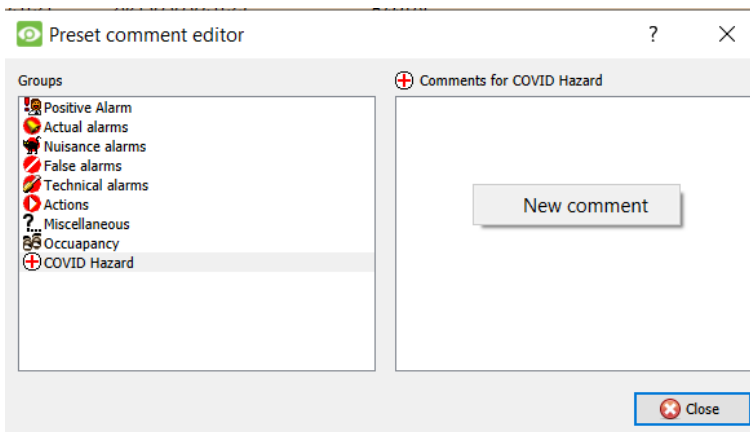 Preset comment editor
?
Groups
Comments for COVID Hazard
Positive Alarm
Actual alarms
Nuisance alarms
False alarms
Technical alarms
Actions
?... Miscellaneous
Occuapancy
COVID Hazard
New comment
Close